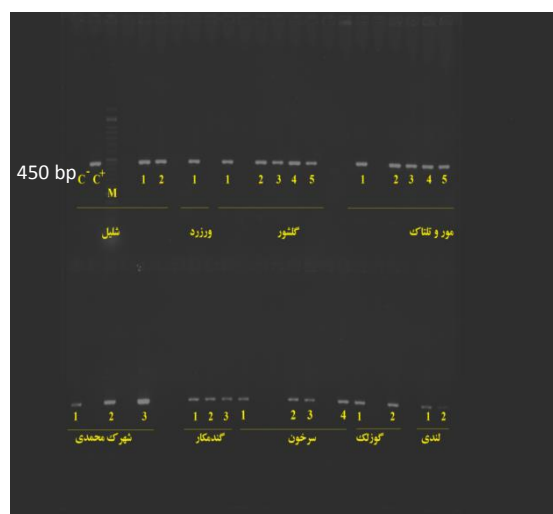 450 bp C- C+ M 1 2 1 1 2 3 4 5 1 2 3 4 5
شلیل ورزرد گلشور مور و تلتاک
1 2 3 1 2 3 1 2 3 4 1 2 1 2
شهرک محمدی گندمکار سرخون گوزلک لندی